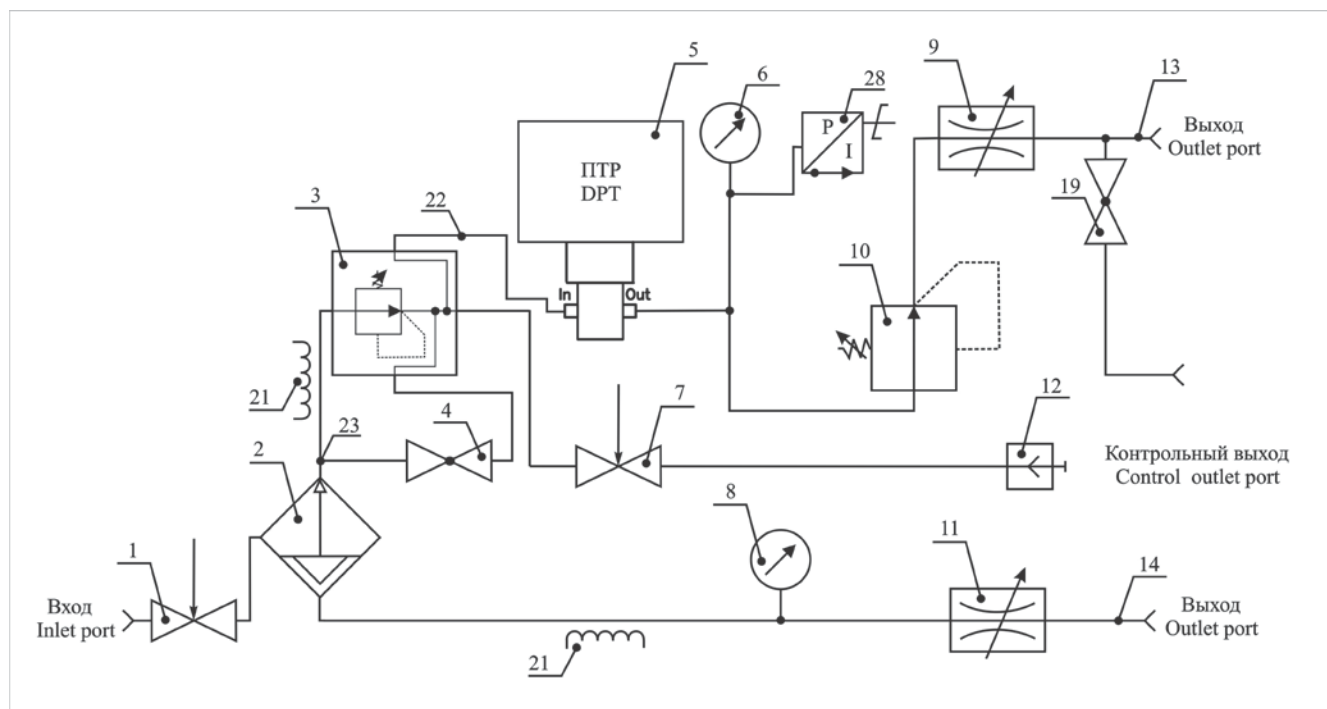 5
6
28
9
13
P
I
Выход
Outlet port
ПТР
DPT
3
22
19
In
Out
10
21
4
7
12
2
23
Контрольный выход
Control outlet port
8
1
11
14
Вход
Inlet port
Выход
Outlet port
21